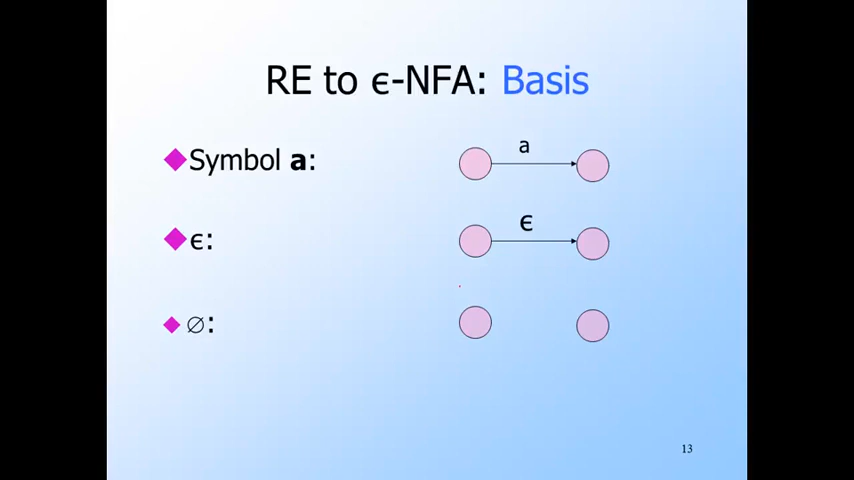 RE to ϵ-NFA: Basis
Symbol a:
a
ϵ:
ϵ
∅:
13